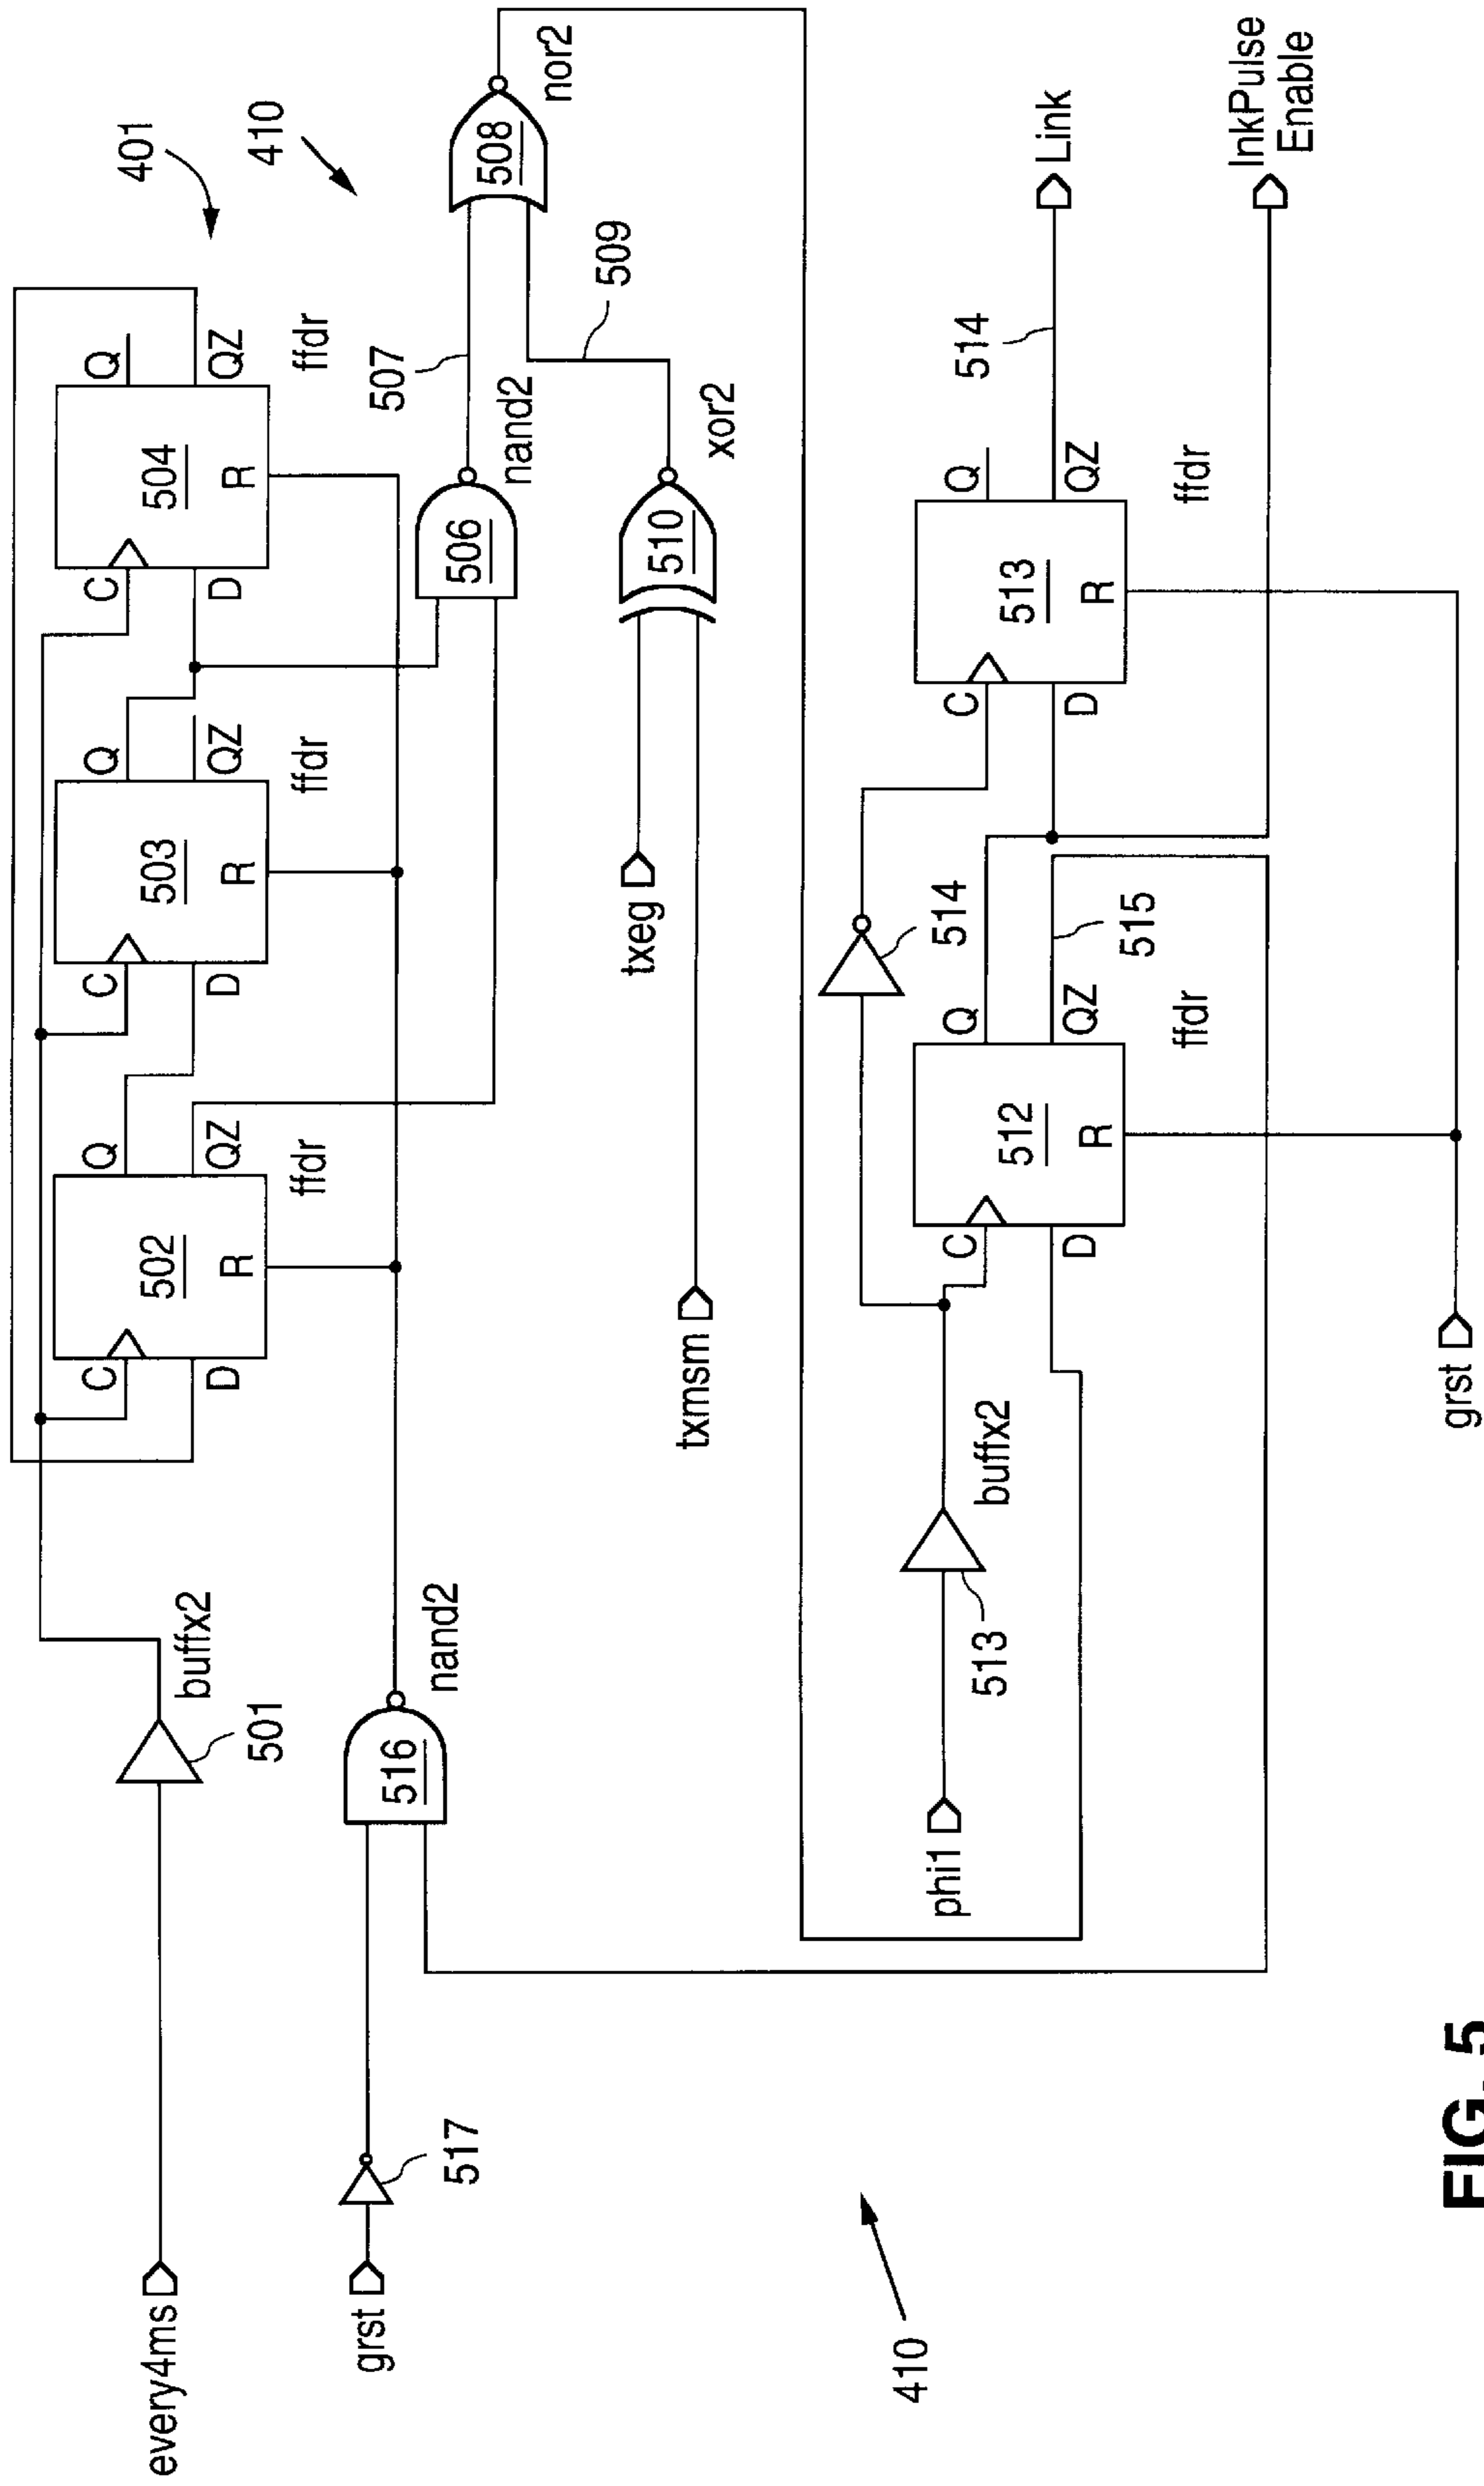 401
410
Q
QZ
504
R
ffdr
C
D
Q
QZ
503
R
ffdr
C
D
Q
QZ
502
R
ffdr
C
D
buffx2
501
every4ms
nor2
508
507
509
nand2
506
xor2
510
txeg
txmsm
nand2
516
517
grst
410
Link
lnkPulse
Enable
514
Q
QZ
513
R
ffdr
C
D
514
515
Q
QZ
512
R
ffdr
C
D
buffx2
513
phi1
grst
FIG. 5